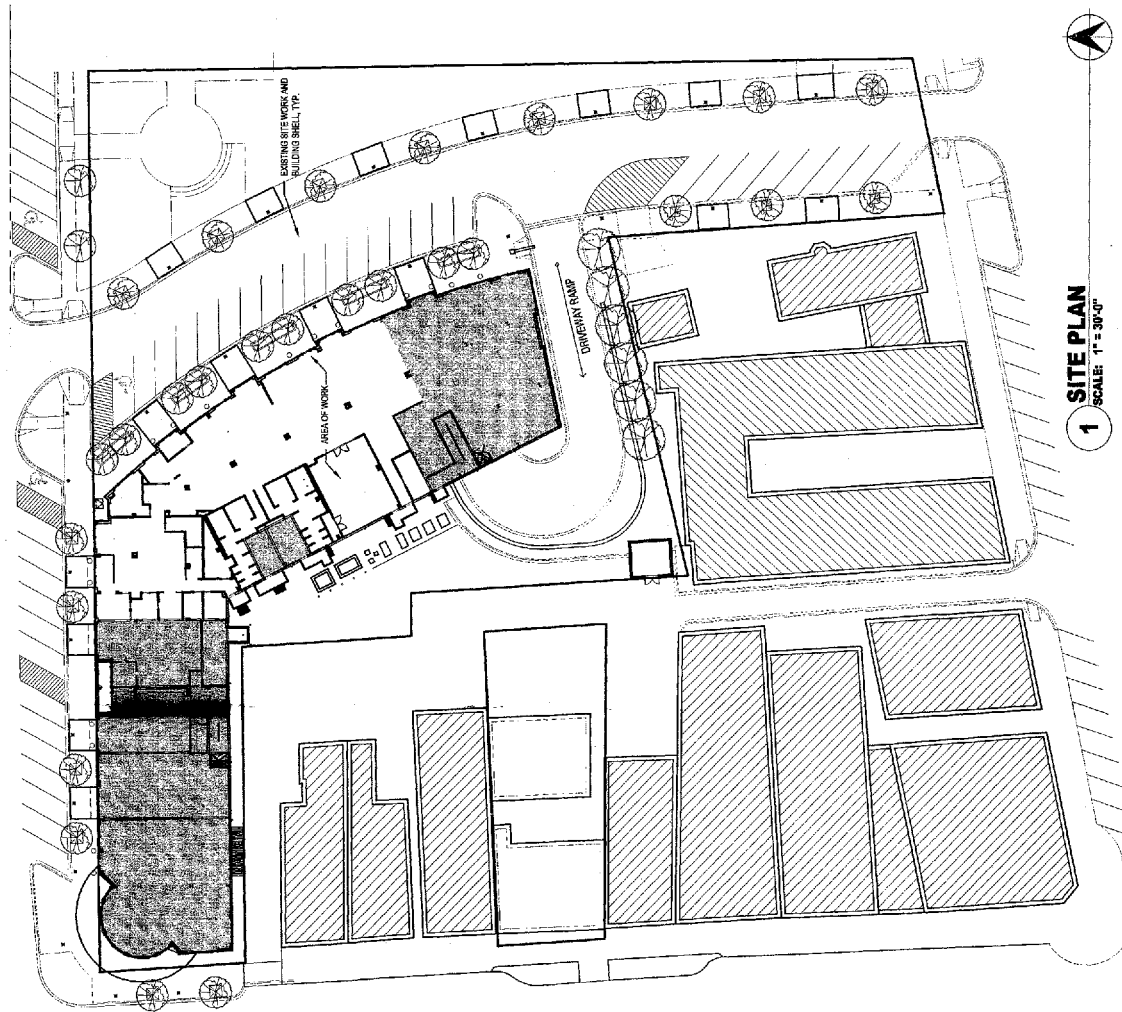 EXISTING SITE WORK AND
BUILDING SHELL, TYP.
AREA OF WORK
DRIVEWAY RAMP
1
SITE PLAN
SCALE: 1" = 30'-0"